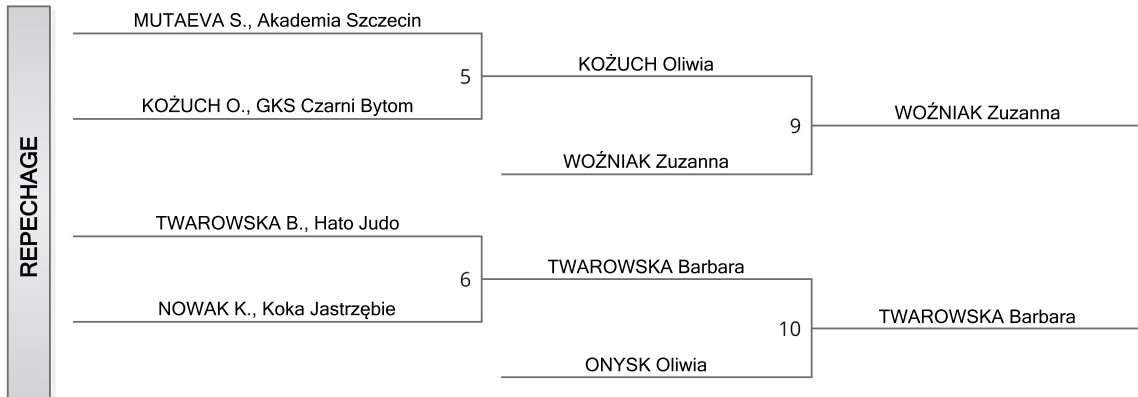 REPECHAGE
MUTAEVA S., Akademia Szczecin
5
KOŻUCH O., GKS Czarni Bytom
KOŻUCH Oliwia
9
WOŹNIAK Zuzanna
WOŹNIAK Zuzanna
TWAROWSKA B., Hato Judo
6
NOWAK K., Koka Jastrzębie
TWAROWSKA Barbara
10
ONYSK Oliwia
TWAROWSKA Barbara